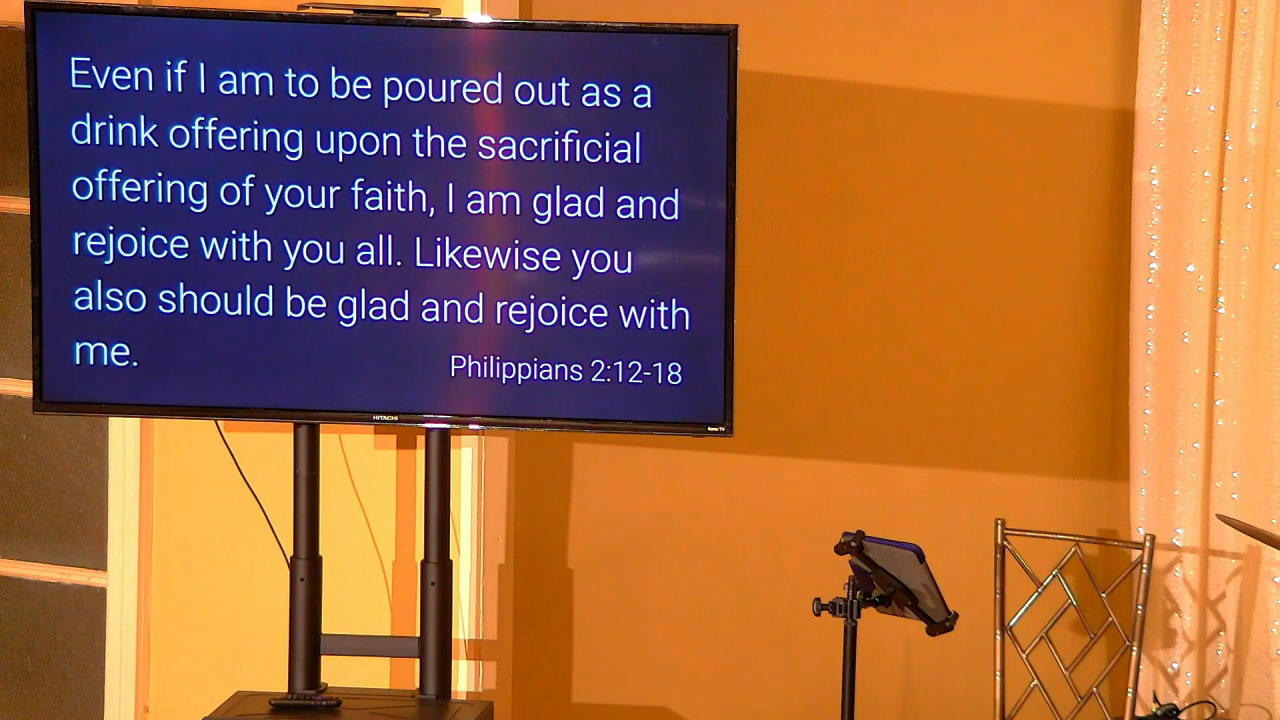 Even if I am to be poured out as a
drink offering upon the sacrificial
offering of your faith, I am glad and
rejoice with you all. Likewise you
also should be glad and rejoice with
me.
Philippians 2:12-18
HITACHI
Roku TV